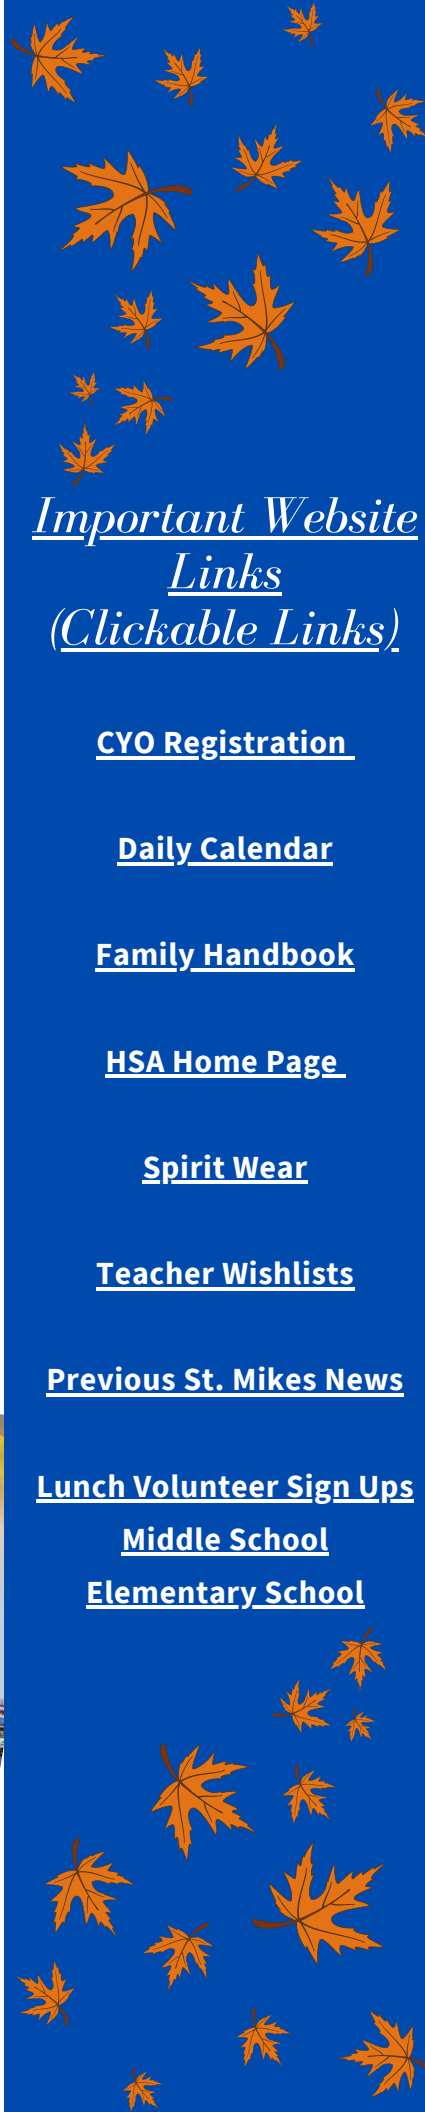 Important Website
Links
(Clickable Links)
CYO Registration
Daily Calendar
Family Handbook
HSA Home Page
Spirit Wear
Teacher Wishlists
Previous St. Mikes News
Lunch Volunteer Sign Ups
Middle School
Elementary School